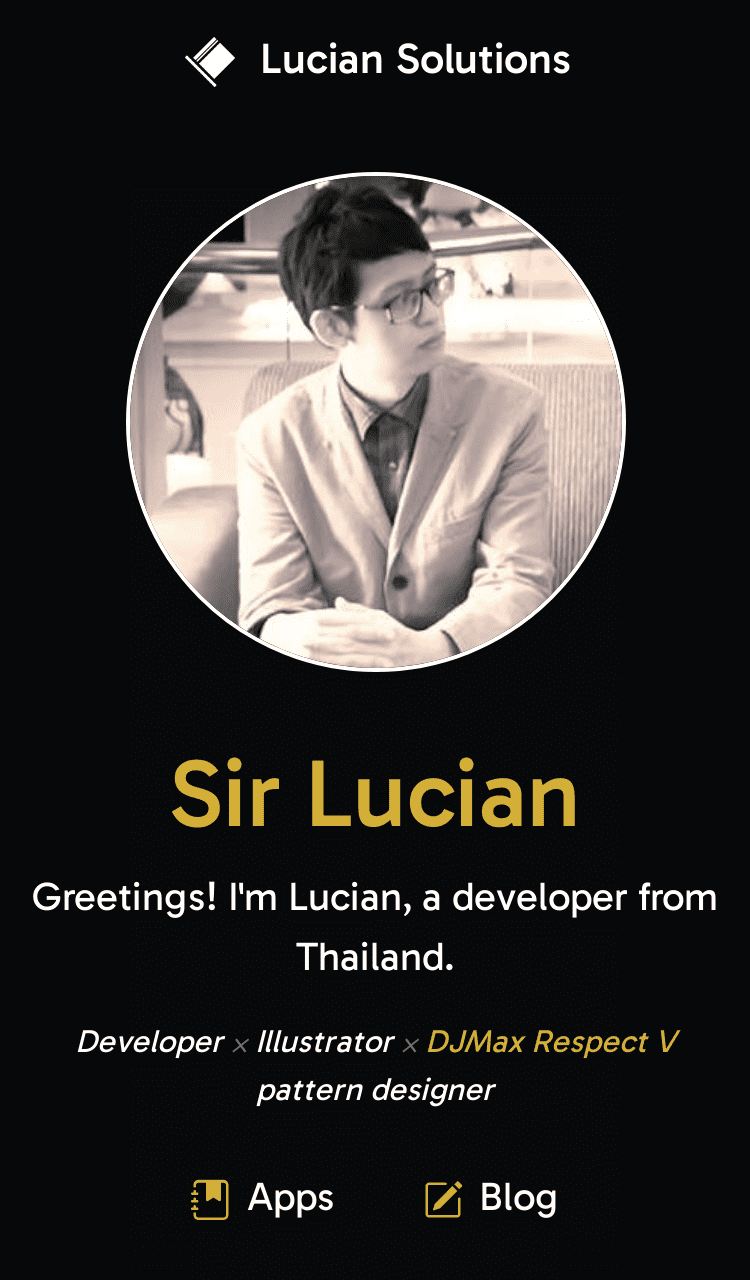 Lucian Solutions
Sir Lucian
Greetings! I'm Lucian, a developer from
Thailand.
Developer × Illustrator × DJMax Respect V
pattern designer
Apps
Blog